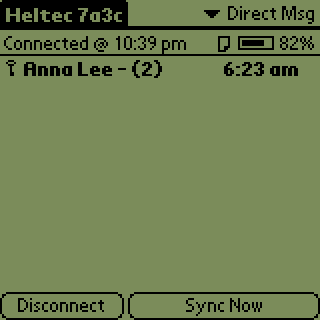 Heltec 7a3c Direct Msg
Connected @ 10:39 pm 82%
Anna Lee - (2) 6:23 am
Disconnect Sync Now